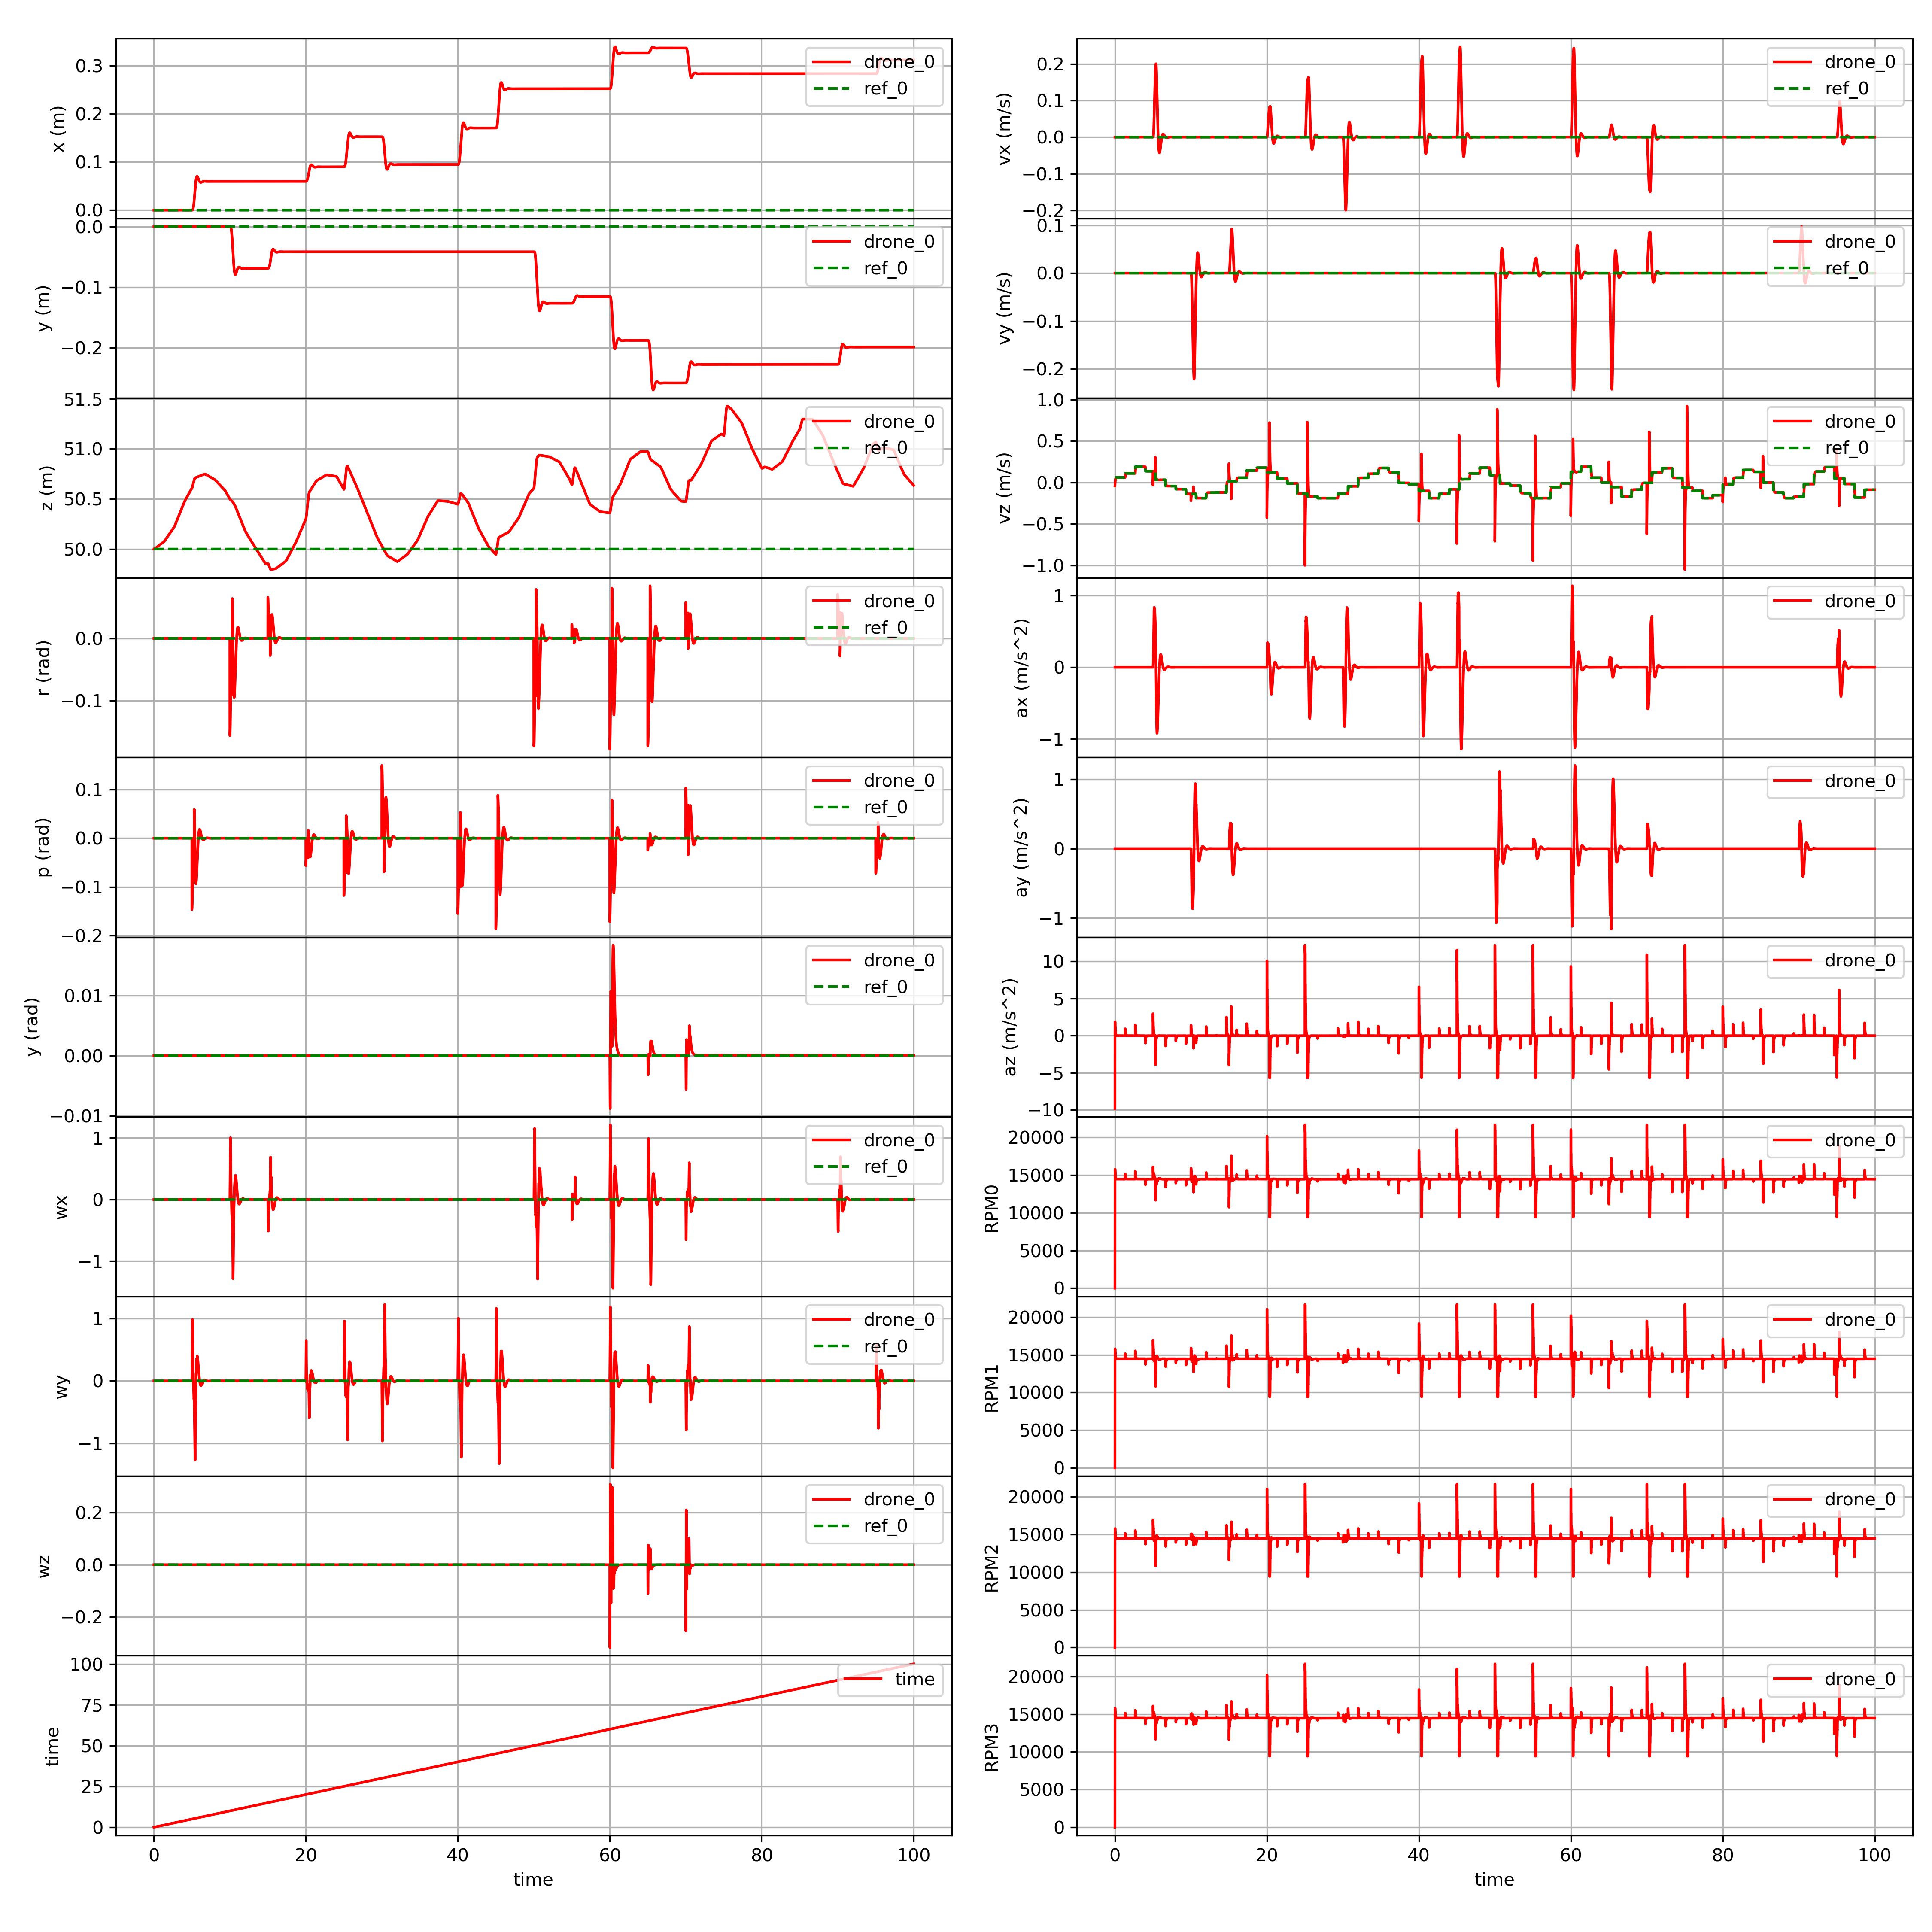 x (m)
0.3
0.2
0.1
0.0
drone_0
ref_0
y (m)
0.0
−0.1
−0.2
drone_0
ref_0
z (m)
51.5
51.0
50.5
50.0
drone_0
ref_0
r (rad)
0.0
−0.1
drone_0
ref_0
p (rad)
0.1
0.0
−0.1
−0.2
drone_0
ref_0
y (rad)
0.01
0.00
−0.01
drone_0
ref_0
wx
1
0
−1
drone_0
ref_0
wy
1
0
−1
drone_0
ref_0
wz
0.2
0.0
−0.2
drone_0
ref_0
time
100
75
50
25
0
time
0 20 40 60 80 100
time
vx (m/s)
0.2
0.1
0.0
−0.1
−0.2
drone_0
ref_0
vy (m/s)
0.1
0.0
−0.1
−0.2
drone_0
ref_0
vz (m/s)
1.0
0.5
0.0
−0.5
−1.0
drone_0
ref_0
ax (m/s^2)
1
0
−1
drone_0
ay (m/s^2)
1
0
−1
drone_0
az (m/s^2)
10
5
0
−5
−10
drone_0
RPM0
20000
15000
10000
5000
0
drone_0
RPM1
20000
15000
10000
5000
0
drone_0
RPM2
20000
15000
10000
5000
0
drone_0
RPM3
20000
15000
10000
5000
0
drone_0
0 20 40 60 80 100
time